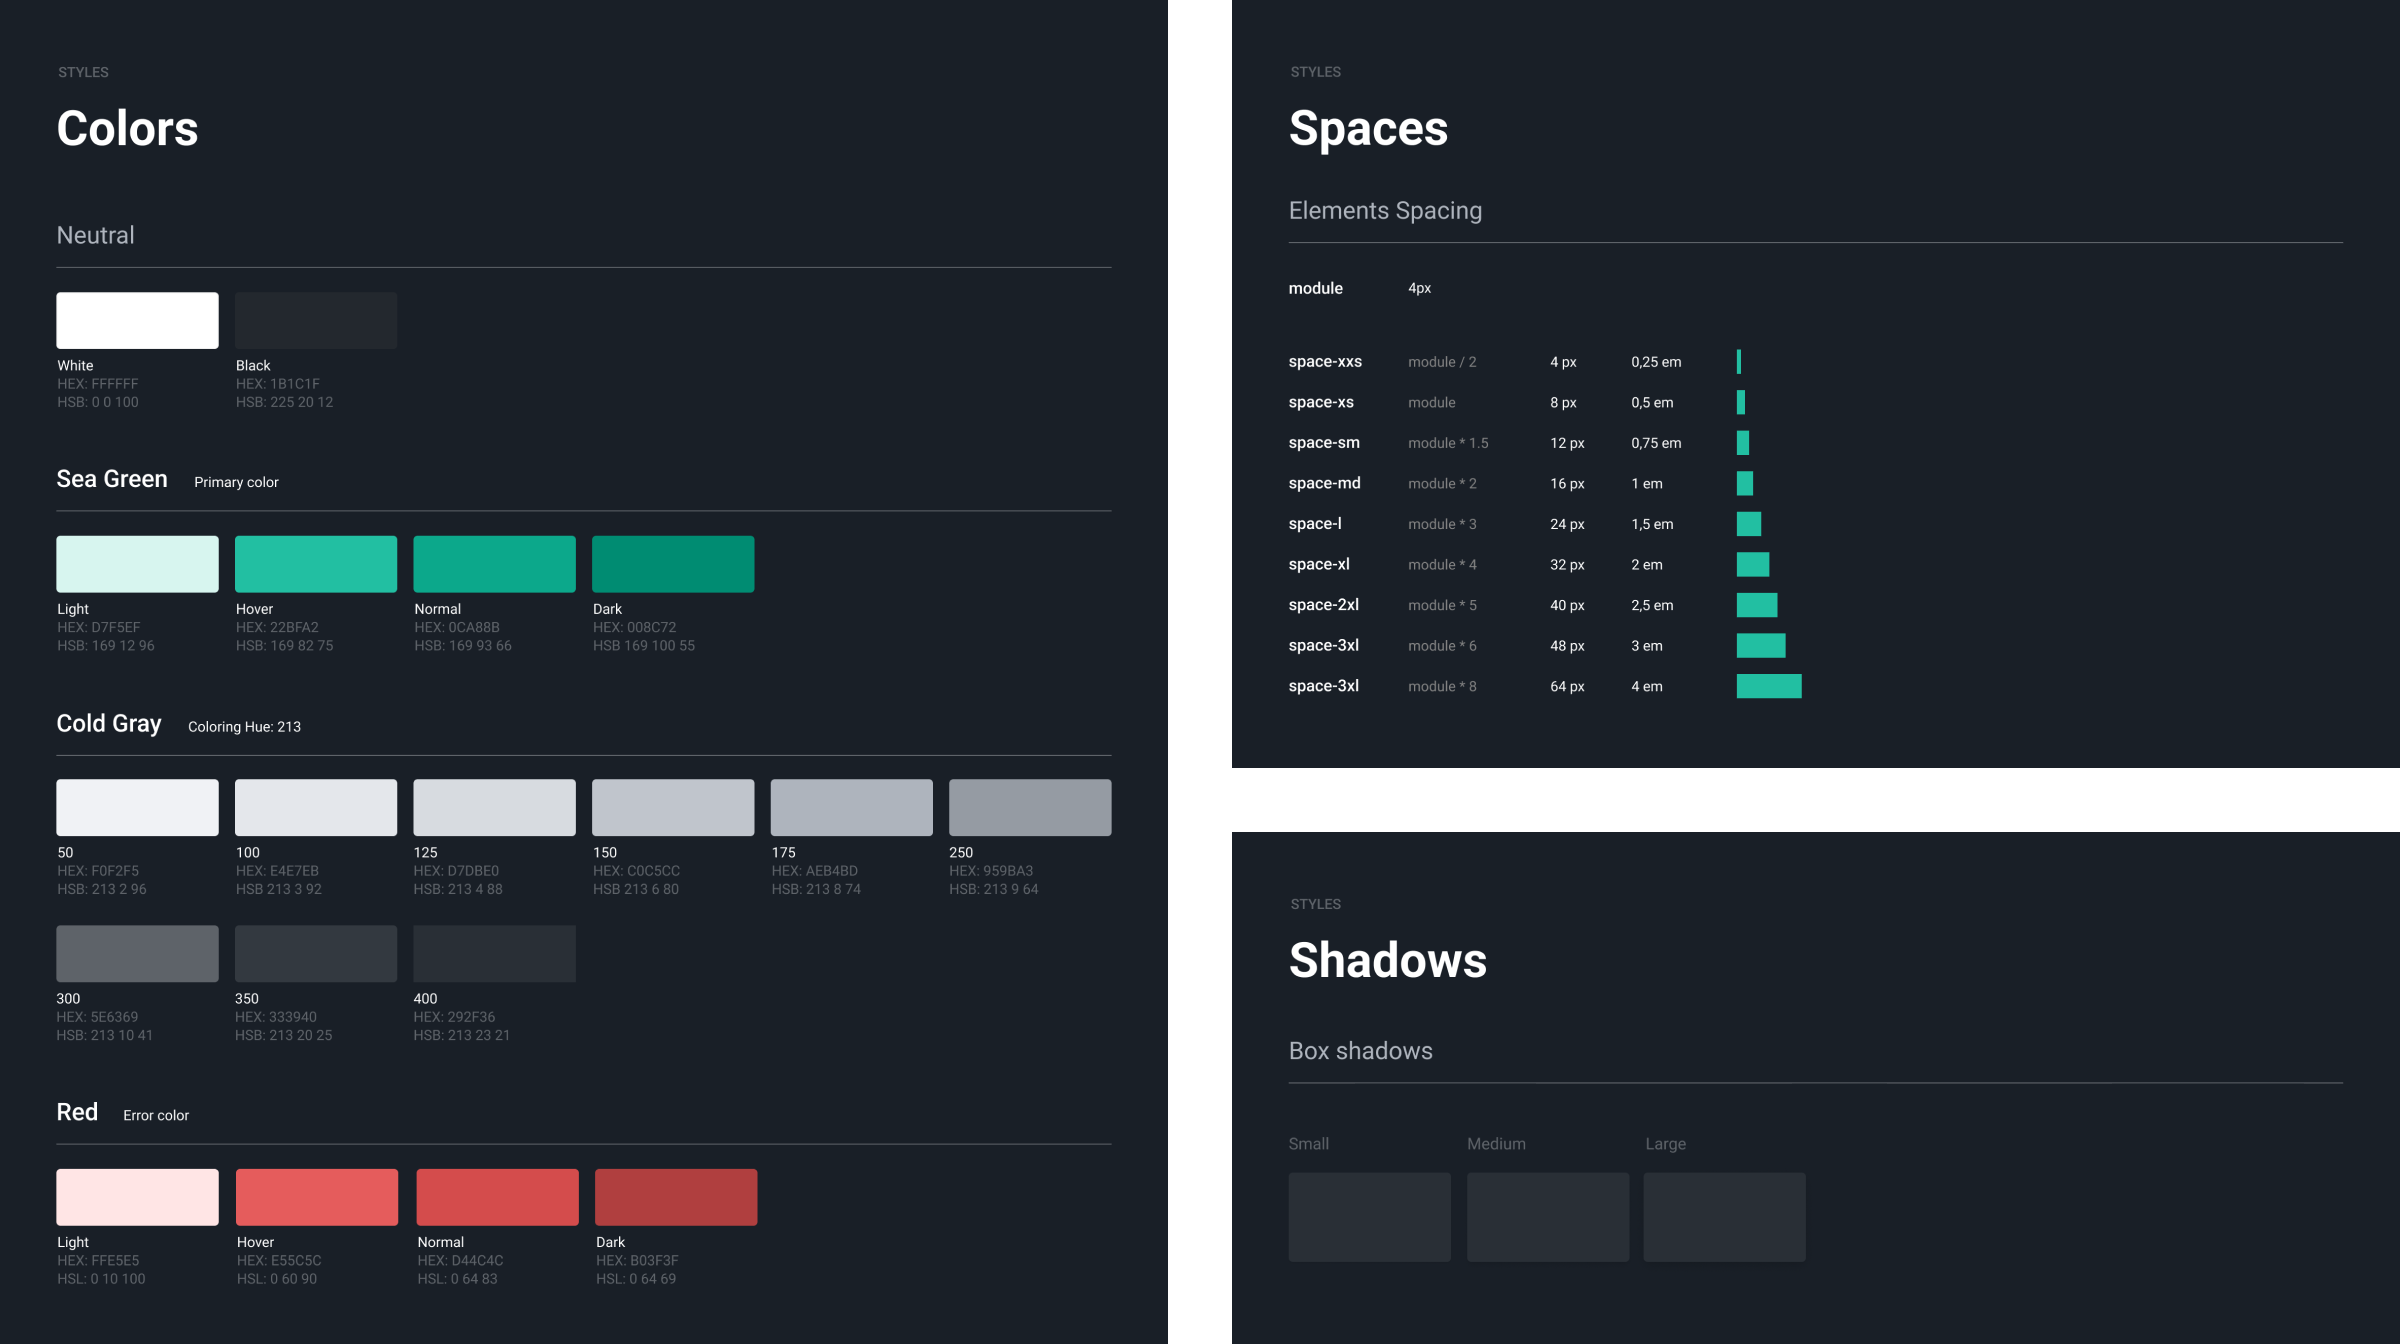 STYLES
Colors
Neutral
White
HEX: FFFFFF
HSB: 0 0 100
Black
HEX: 1B1C1F
HSB: 225 20 12
Sea Green Primary color
Light
HEX: D7F5EF
HSB: 169 12 96
Hover
HEX: 22BFA2
HSB: 169 82 75
Normal
HEX: 0CA88B
HSB: 169 93 66
Dark
HEX: 008C72
HSB 169 100 55
Cold Gray Coloring Hue: 213
50
HEX: F0F2F5
HSB: 213 2 96
100
HEX: E4E7EB
HSB 213 3 92
125
HEX: D7DBE0
HSB: 213 4 88
150
HEX: C0C5CC
HSB 213 6 80
175
HEX: AEB4BD
HSB: 213 8 74
250
HEX: 959BA3
HSB: 213 9 64
300
HEX: 5E6369
HSB: 213 10 41
350
HEX: 333940
HSB: 213 20 25
400
HEX: 292F36
HSB: 213 23 21
Red Error color
Light
HEX: FFE5E5
HSL: 0 10 100
Hover
HEX: E55C5C
HSL: 0 60 90
Normal
HEX: D44C4C
HSL: 0 64 83
Dark
HEX: B03F3F
HSL: 0 64 69
STYLES
Spaces
Elements Spacing
module 4px
space-xxs module / 2 4 px 0,25 em
space-xs module 8 px 0,5 em
space-sm module * 1.5 12 px 0,75 em
space-md module * 2 16 px 1 em
space-l module * 3 24 px 1,5 em
space-xl module * 4 32 px 2 em
space-2xl module * 5 40 px 2,5 em
space-3xl module * 6 48 px 3 em
space-3xl module * 8 64 px 4 em
STYLES
Shadows
Box shadows
Small Medium Large